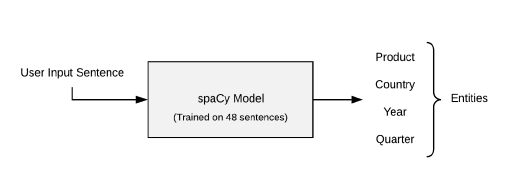 User Input Sentence
spaCy Model
(Trained on 48 sentences)
Product
Country
Year
Quarter
Entities